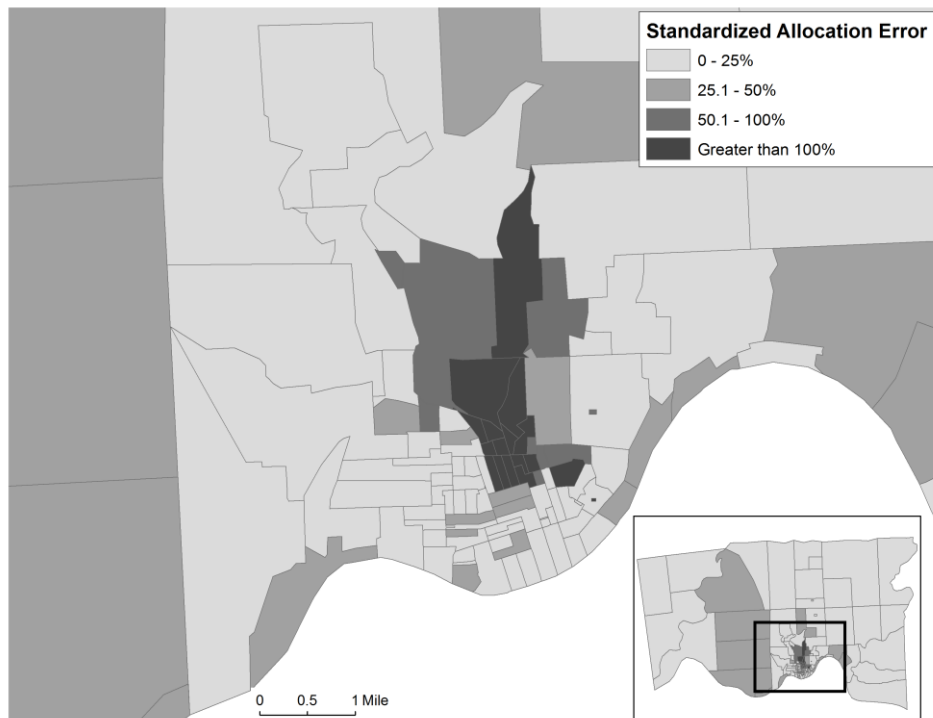 Standardized Allocation Error
0 - 25%
25.1 - 50%
50.1 - 100%
Greater than 100%
0 0.5 1 Mile